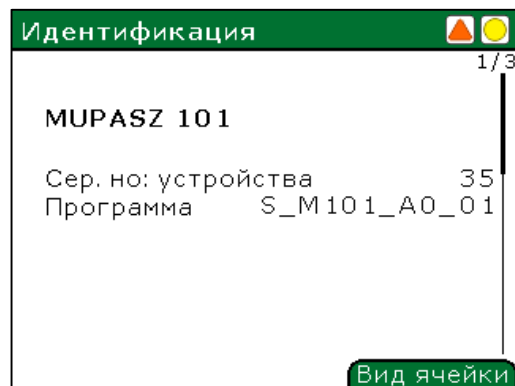 Идентификация
1/3
MUPASZ 101
Сер. но: устройства 35
Программа S_M101_A0_01
Вид ячейки